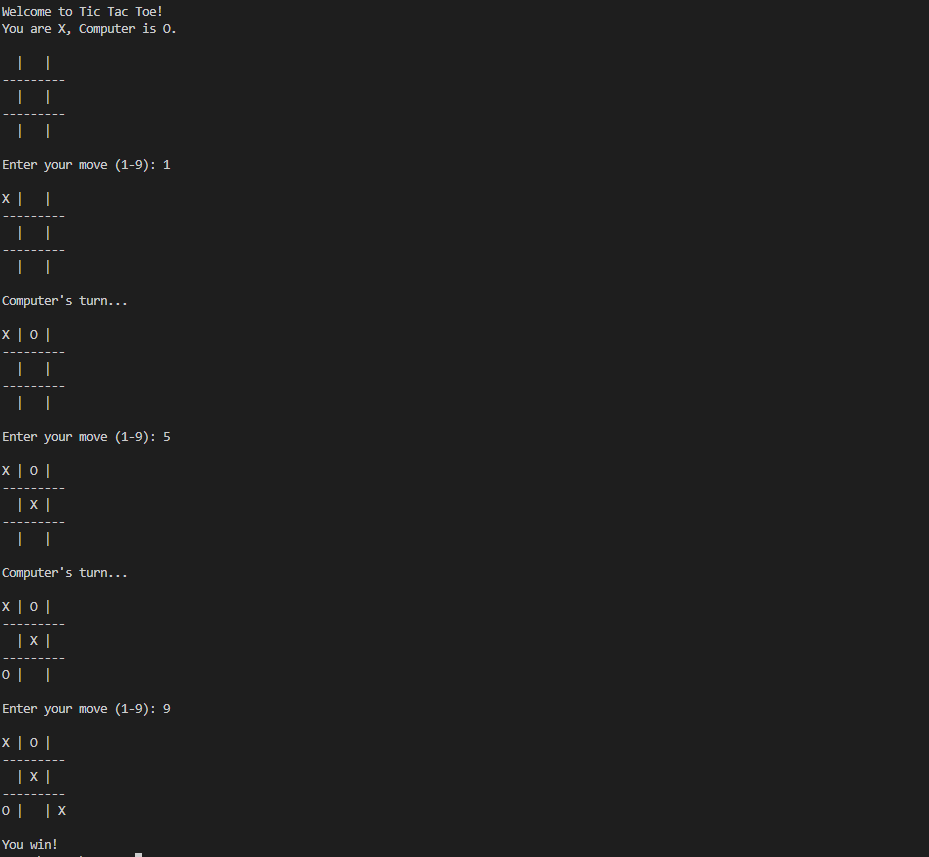 Welcome to Tic Tac Toe!
You are X, Computer is O.
  |   |
---------
  |   |
---------
  |   |
Enter your move (1-9): 1
X |   |
---------
  |   |
---------
  |   |
Computer's turn...
X | O |
---------
  |   |
---------
  |   |
Enter your move (1-9): 5
X | O |
---------
  | X |
---------
  |   |
Computer's turn...
X | O |
---------
  | X |
---------
O |   |
Enter your move (1-9): 9
X | O |
---------
  | X |
---------
O |   | X
You win!